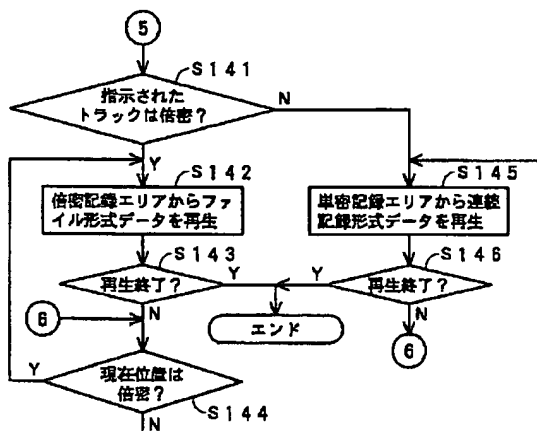 5
S141
指示された
トラックは倍密?
N
Y
S142
倍密記録エリアからファ
イル形式データを再生
S145
単密記録エリアから連続
記録形式データを再生
S143
再生終了?
Y
N
S146
再生終了?
Y
N
エンド
6
6
現在位置は
倍密?
Y
S144
N